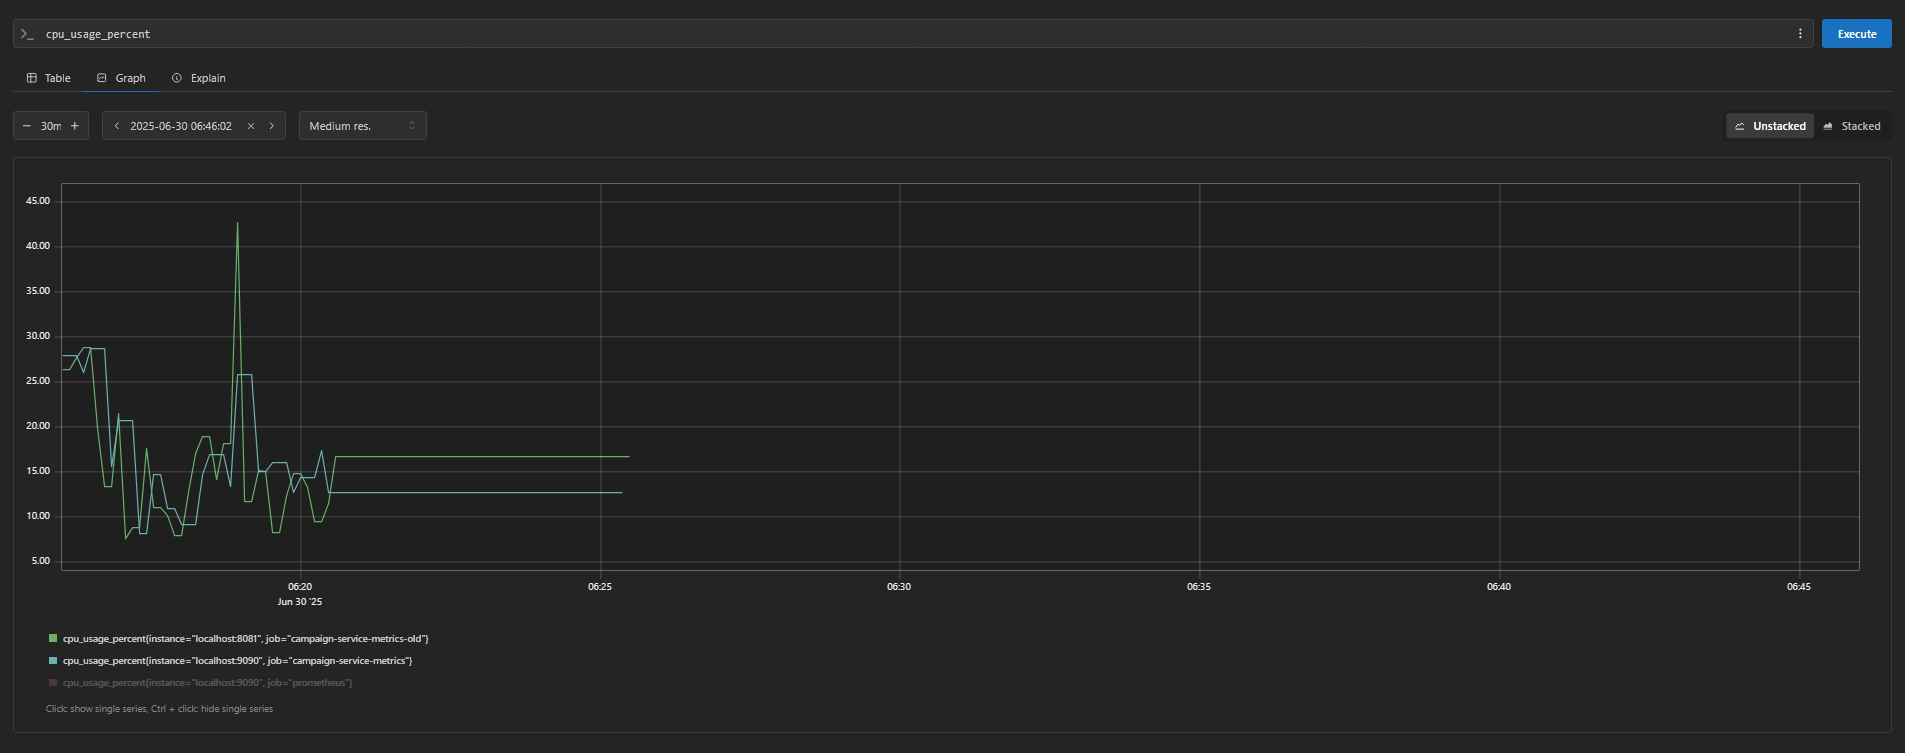 cpu_usage_percent
Execute
Table Graph Explain
30m 2025-06-30 06:46:02 Medium res. Unstacked Stacked
45.00
40.00
35.00
30.00
25.00
20.00
15.00
10.00
5.00
06:20 06:25 06:30 06:35 06:40 06:45
Jun 30 '25
cpu_usage_percent{instance="localhost:8081", job="campaign-service-metrics-old"}
cpu_usage_percent{instance="localhost:9090", job="campaign-service-metrics"}
cpu_usage_percent{instance="localhost:9090", job="prometheus"}
Click: show single series, Ctrl + click: hide single series